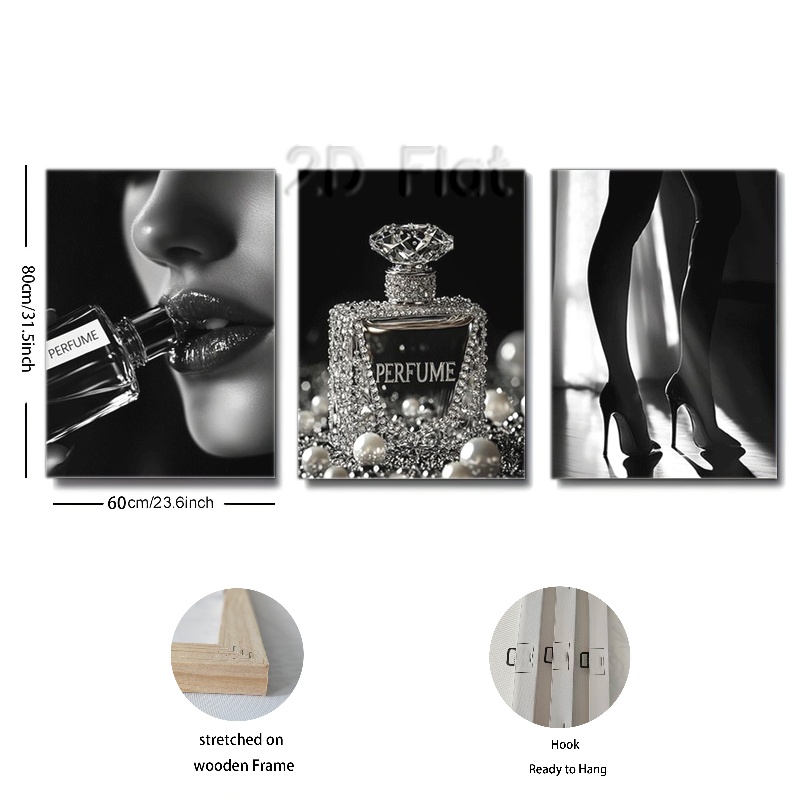 2D Flat
80cm/31.5inch
PERFUME
PERFUME
60cm/23.6inch
stretched on
wooden Frame
Hook
Ready to Hang